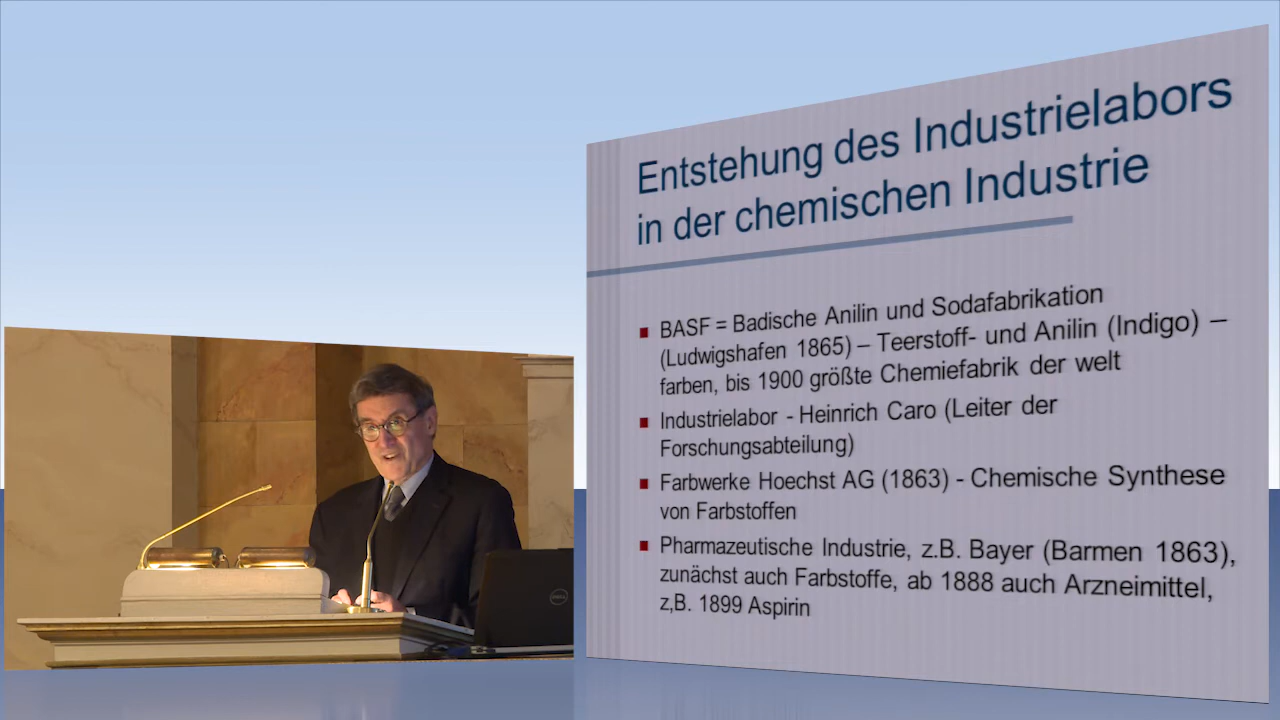 Entstehung des Industrielabors
in der chemischen Industrie
BASF = Badische Anilin und Sodafabrikation
(Ludwigshafen 1865) – Teerstoff- und Anilin (Indigo) –
farben, bis 1900 größte Chemiefabrik der welt
Industrielabor - Heinrich Caro (Leiter der
Forschungsabteilung)
Farbwerke Hoechst AG (1863) - Chemische Synthese
von Farbstoffen
Pharmazeutische Industrie, z.B. Bayer (Barmen 1863),
zunächst auch Farbstoffe, ab 1888 auch Arzneimittel,
z,B. 1899 Aspirin
DELL